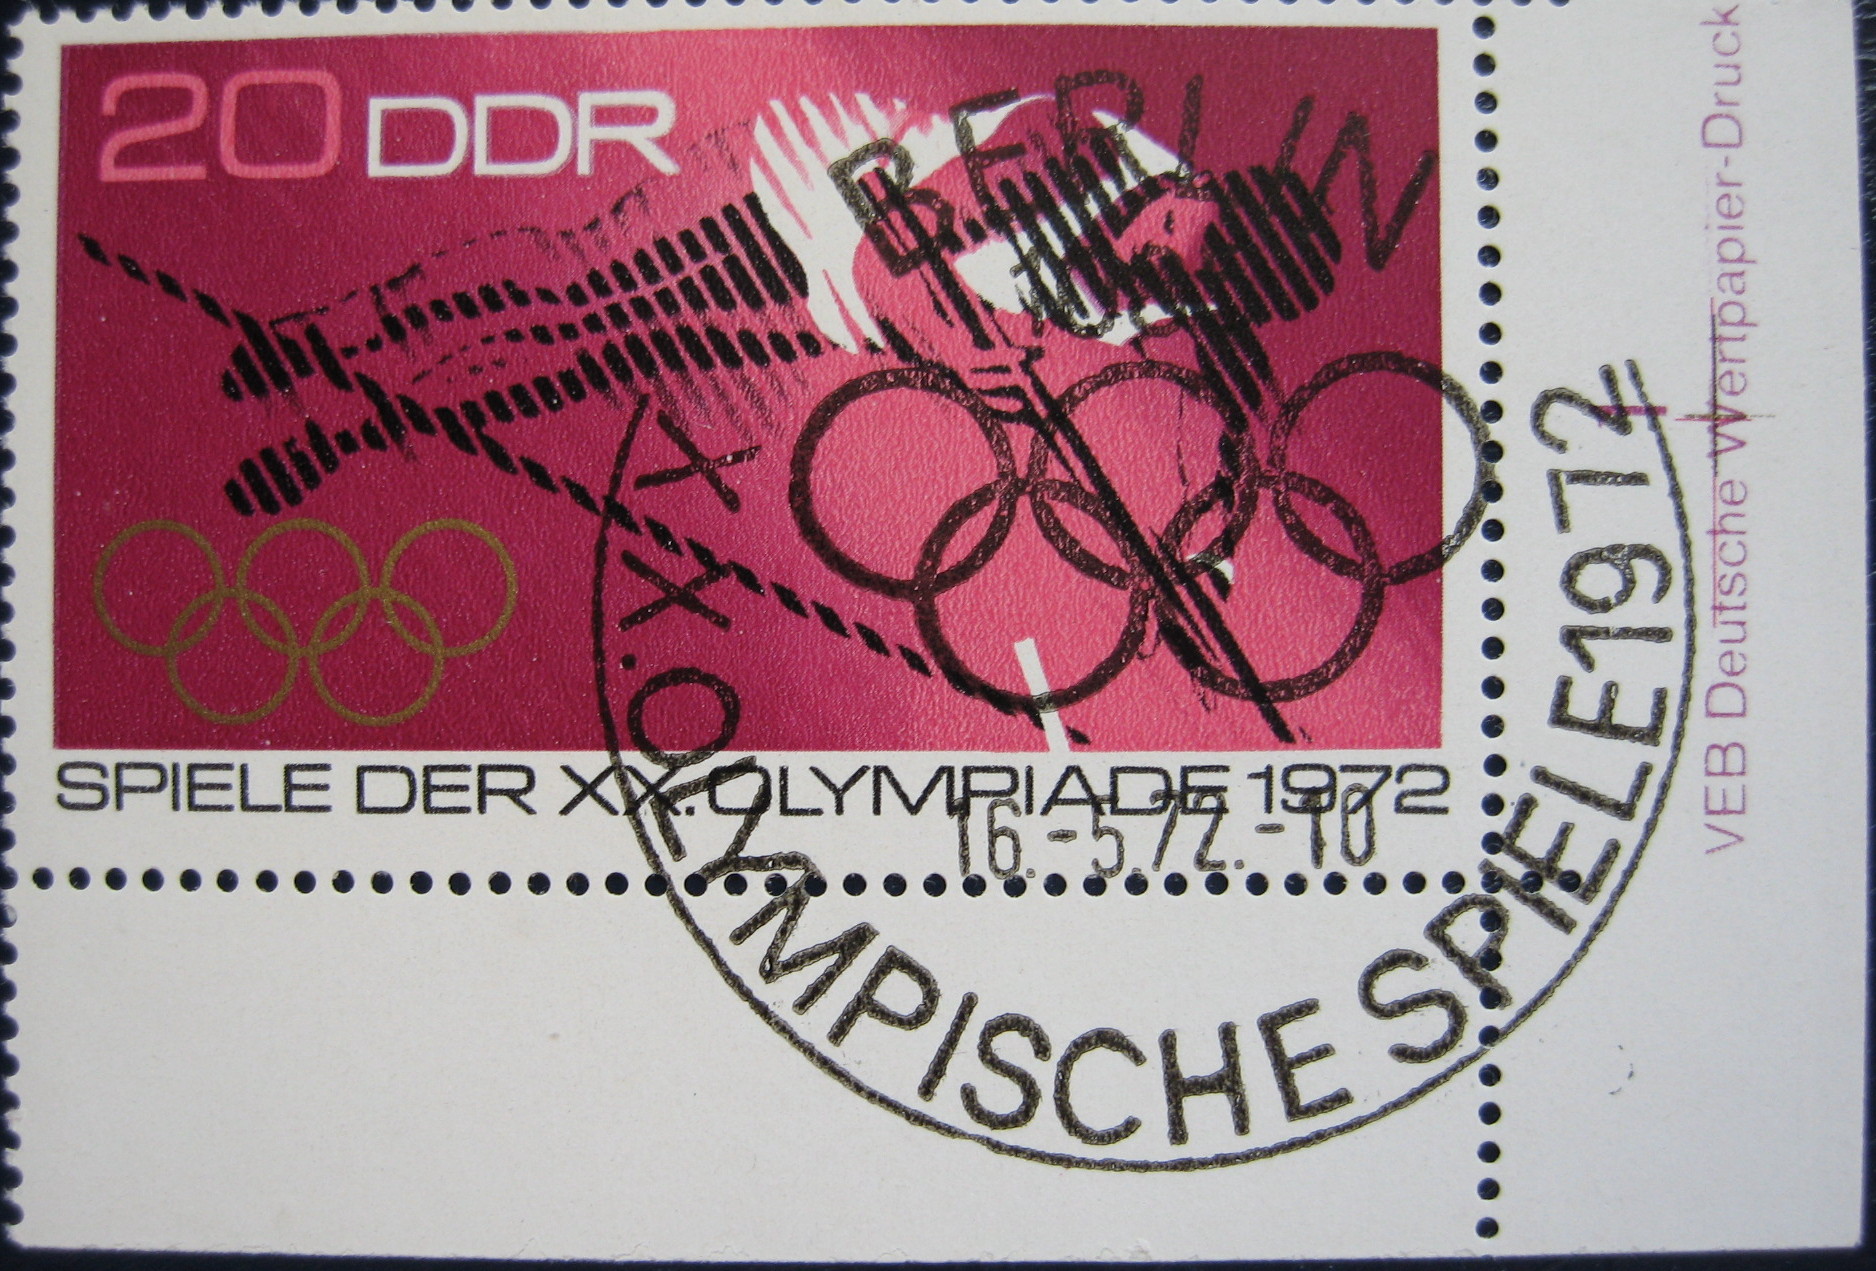 20 DDR
BERLIN
108
SPIELE DER XX. OLYMPIADE 1972
16.-5.72.-10
XX. OLYMPISCHE SPIELE 1972
VEB Deutsche Wertpapier-Druck